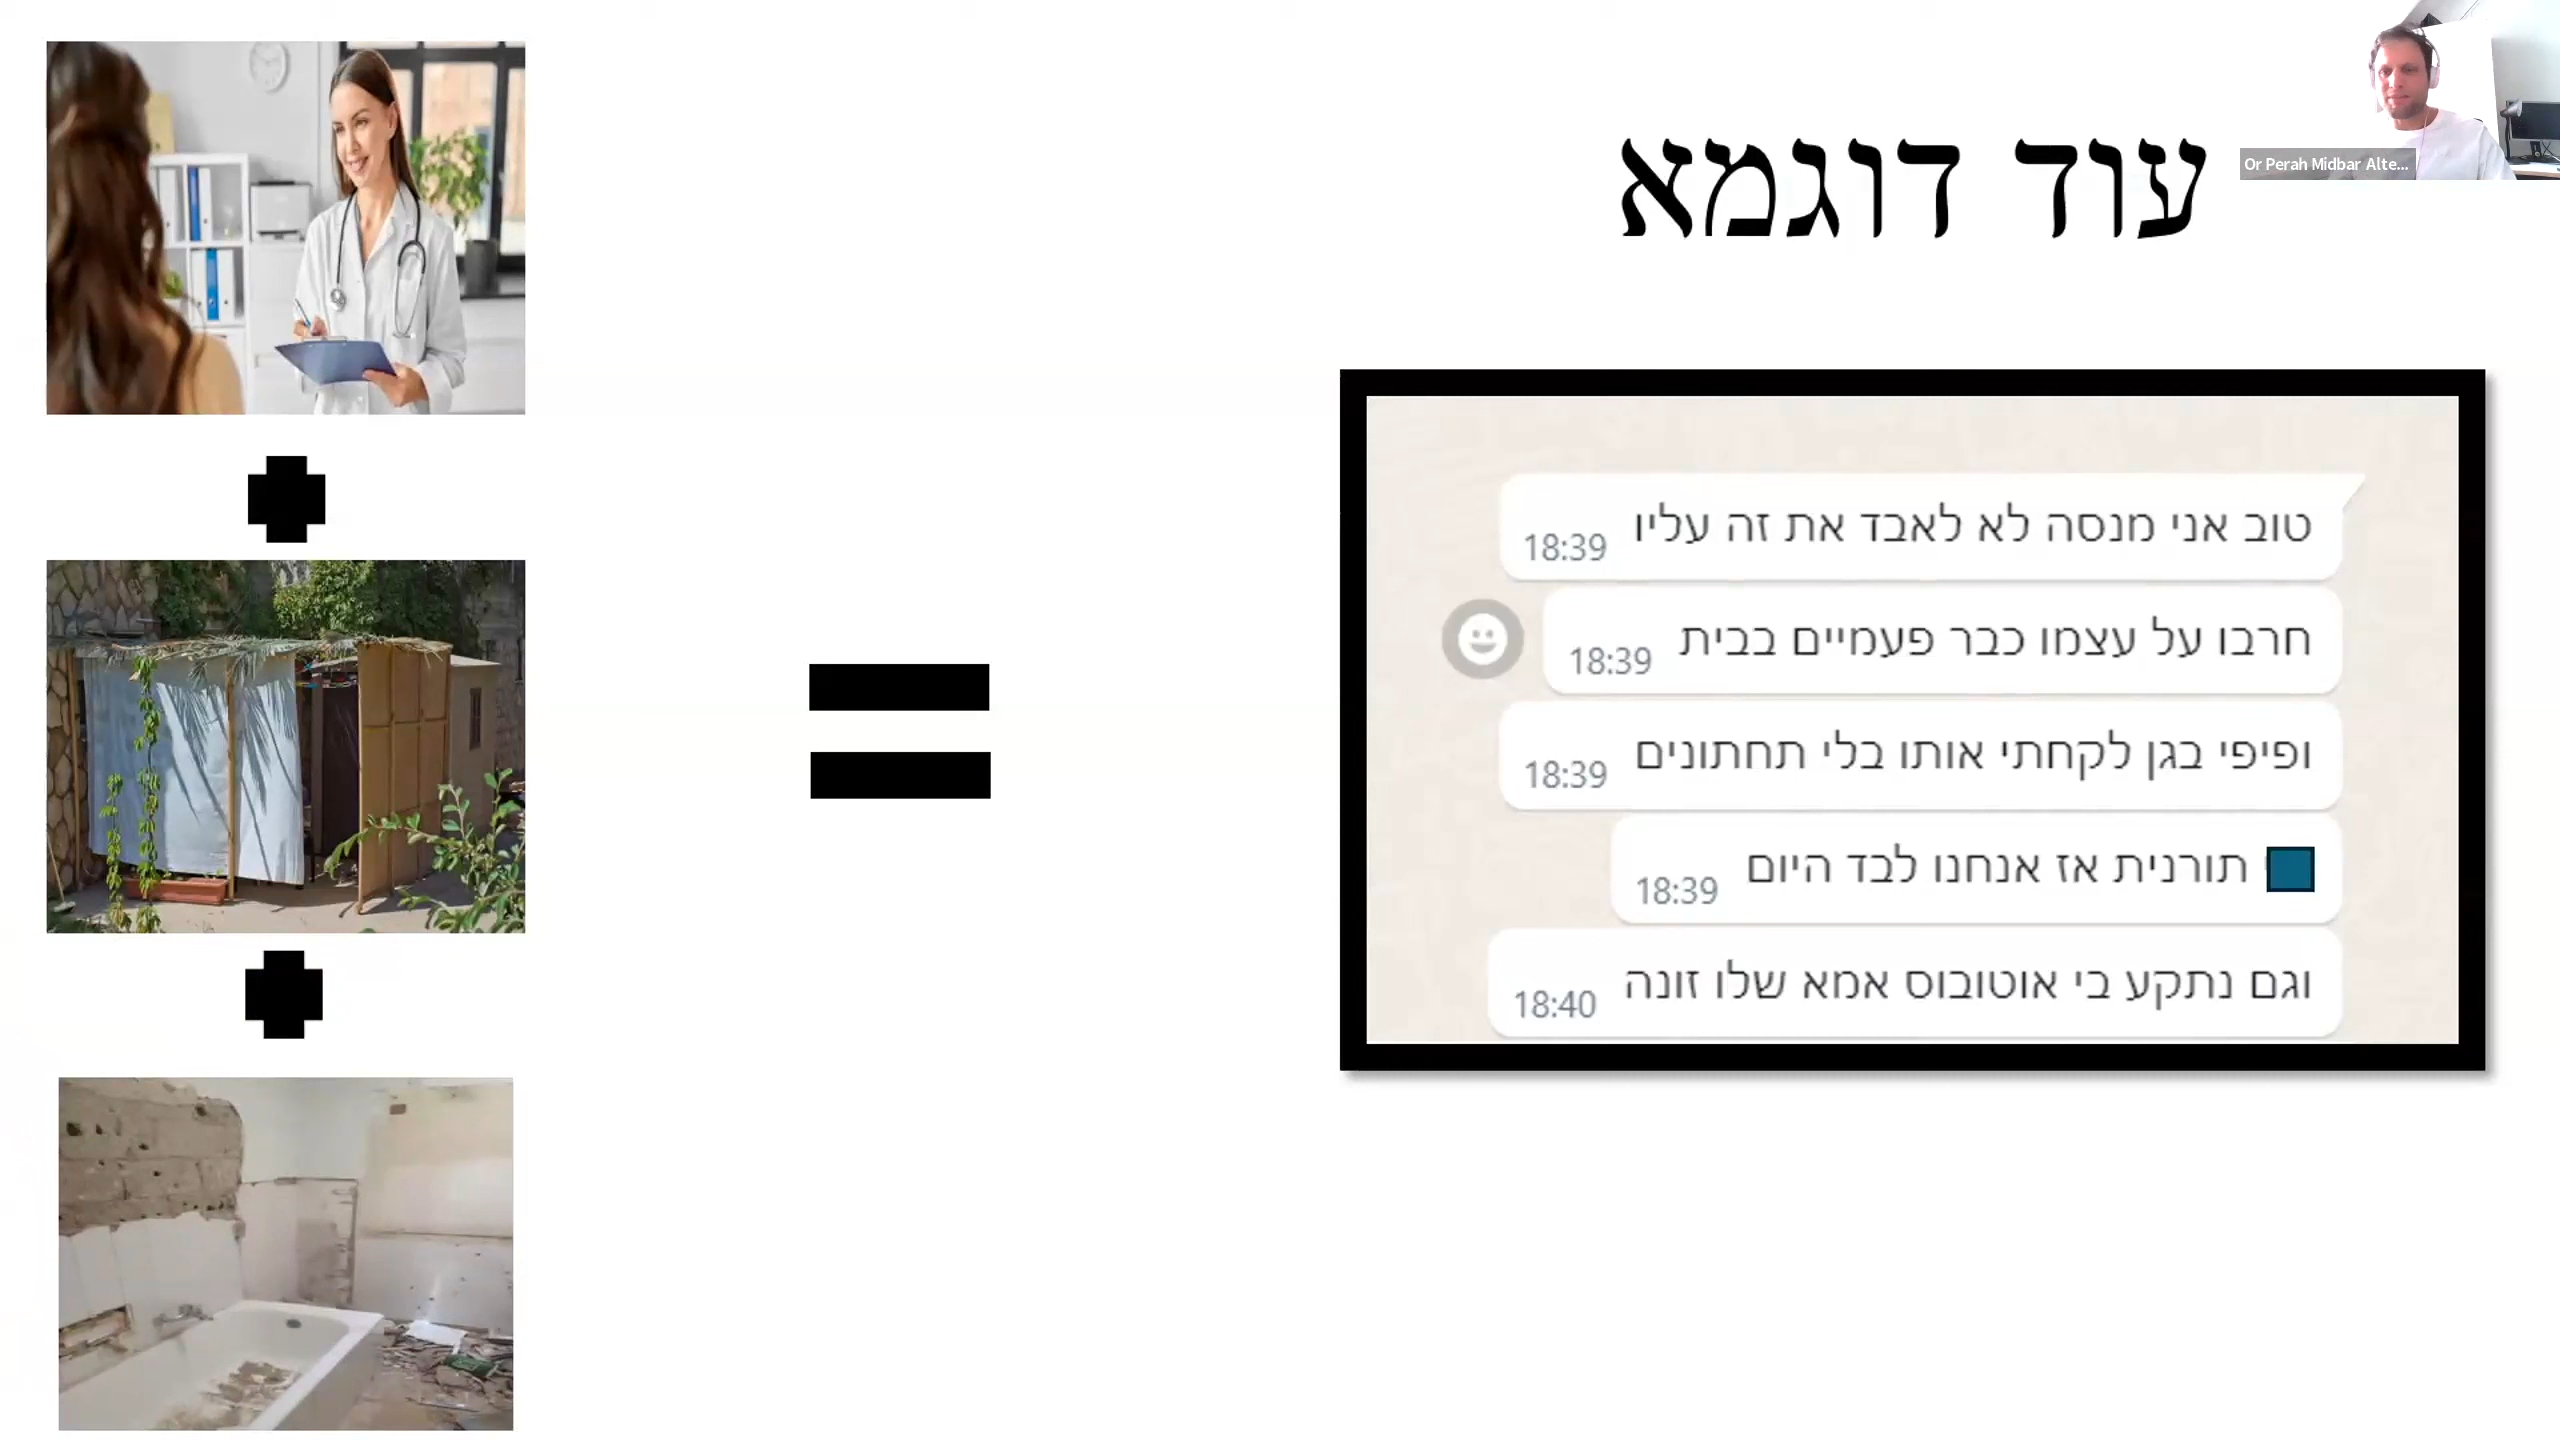 עוד דוגמא
Or Perah Midbar Alte...
טוב אני מנסה לא לאבד את זה עליו
18:39
חרבו על עצמו כבר פעמיים בבית
18:39
ופיפי בגן לקחתי אותו בלי תחתונים
18:39
תורנית אז אנחנו לבד היום
18:39
וגם נתקע בי אוטובוס אמא שלו זונה
18:40